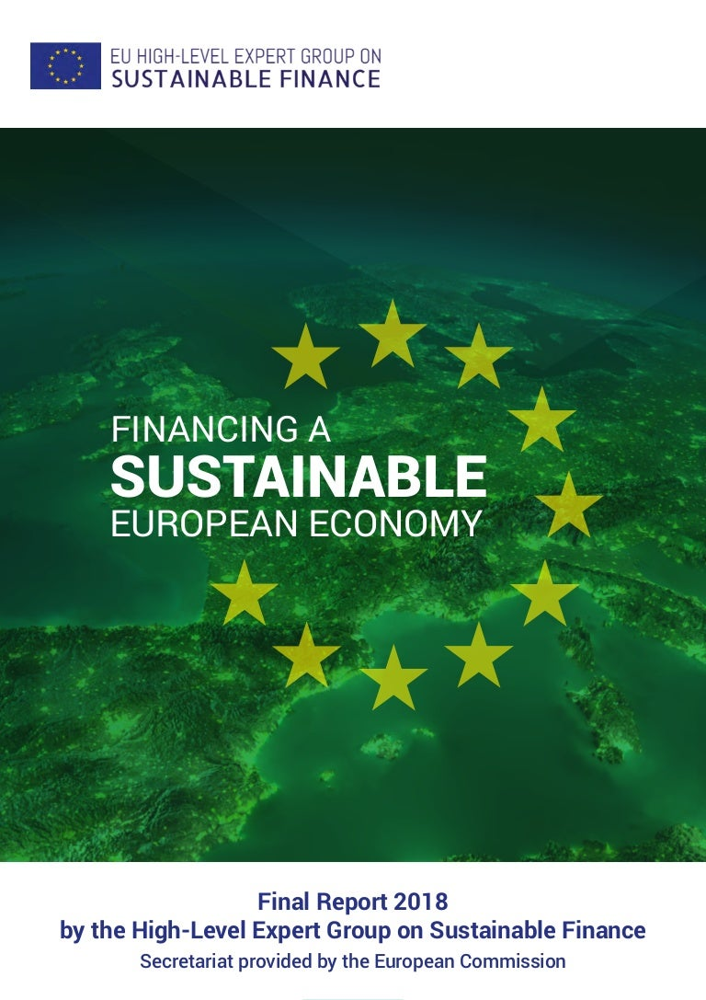 EU HIGH-LEVEL EXPERT GROUP ON
SUSTAINABLE FINANCE
FINANCING A
SUSTAINABLE
EUROPEAN ECONOMY
Final Report 2018
by the High-Level Expert Group on Sustainable Finance
Secretariat provided by the European Commission